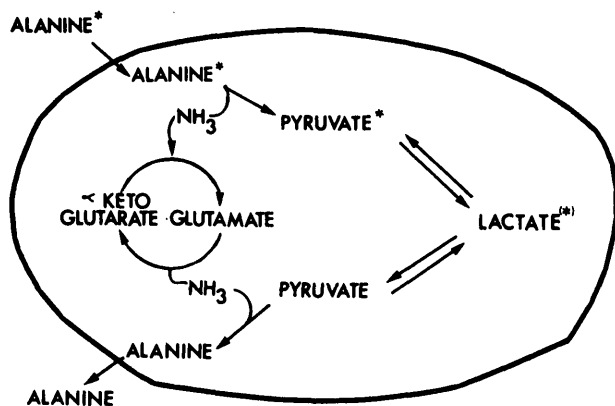 ALANINE*
ALANINE*
NH3
PYRUVATE*
∝ KETO
GLUTARATE · GLUTAMATE
LACTATE(*)
NH3
PYRUVATE
ALANINE
ALANINE